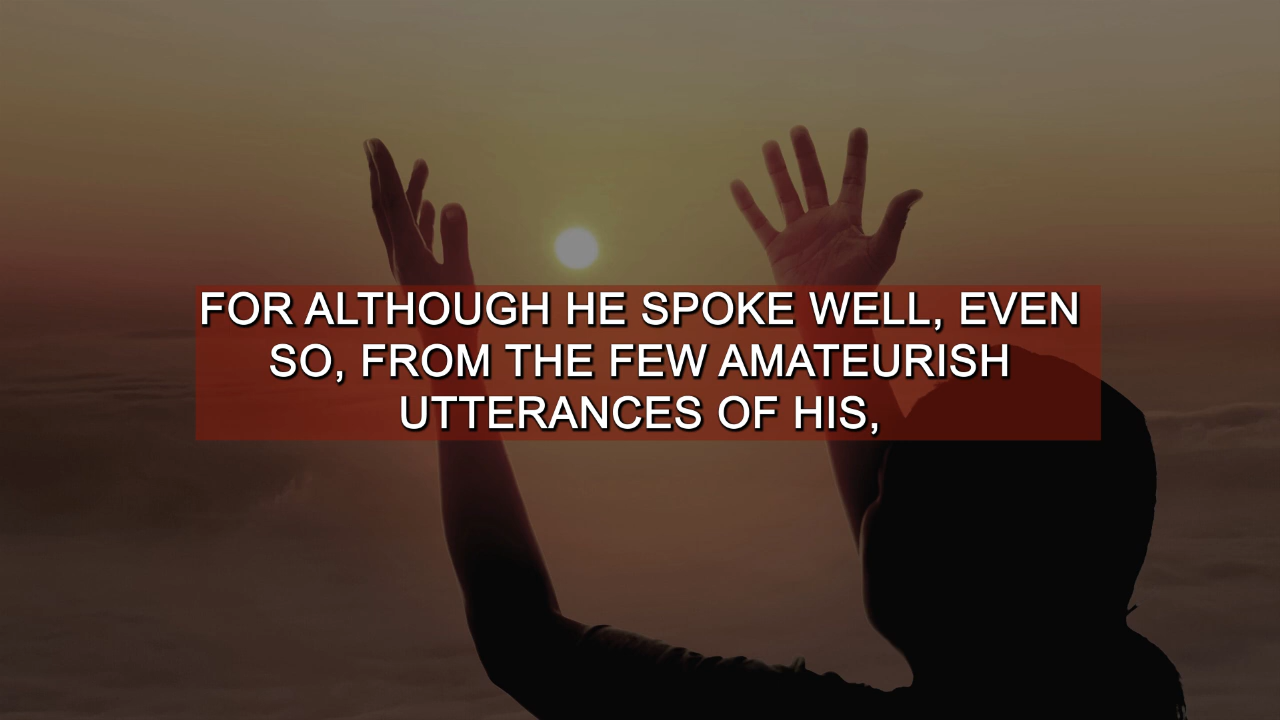 FOR ALTHOUGH HE SPOKE WELL, EVEN
SO, FROM THE FEW AMATEURISH
UTTERANCES OF HIS,